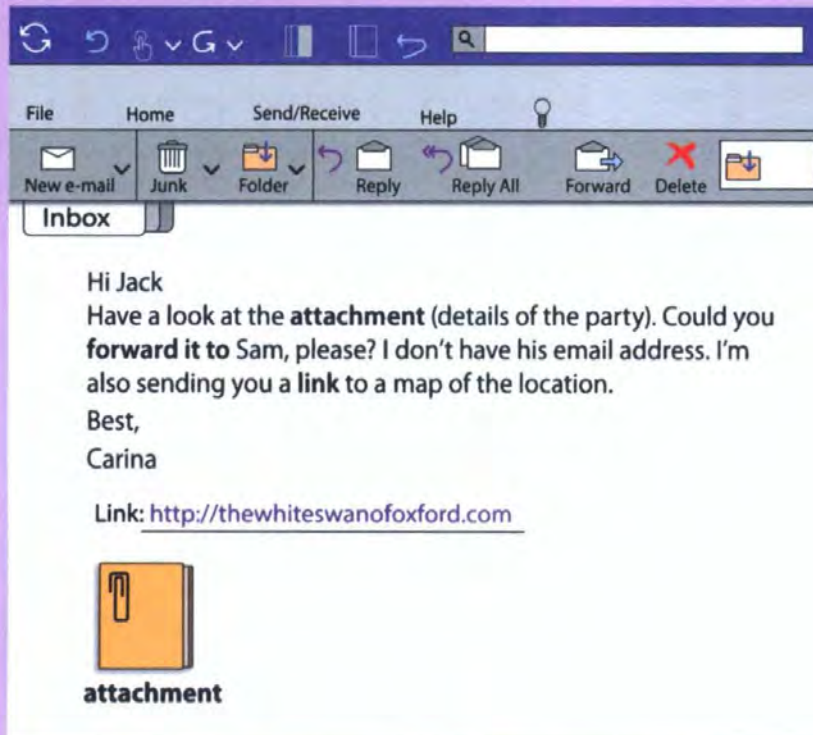 File Home Send/Receive Help
New e-mail Junk Folder Reply Reply All Forward Delete
Inbox
Hi Jack
Have a look at the attachment (details of the party). Could you
forward it to Sam, please? I don't have his email address. I'm
also sending you a link to a map of the location.
Best,
Carina
Link: http://thewhiteswanofoxford.com
attachment